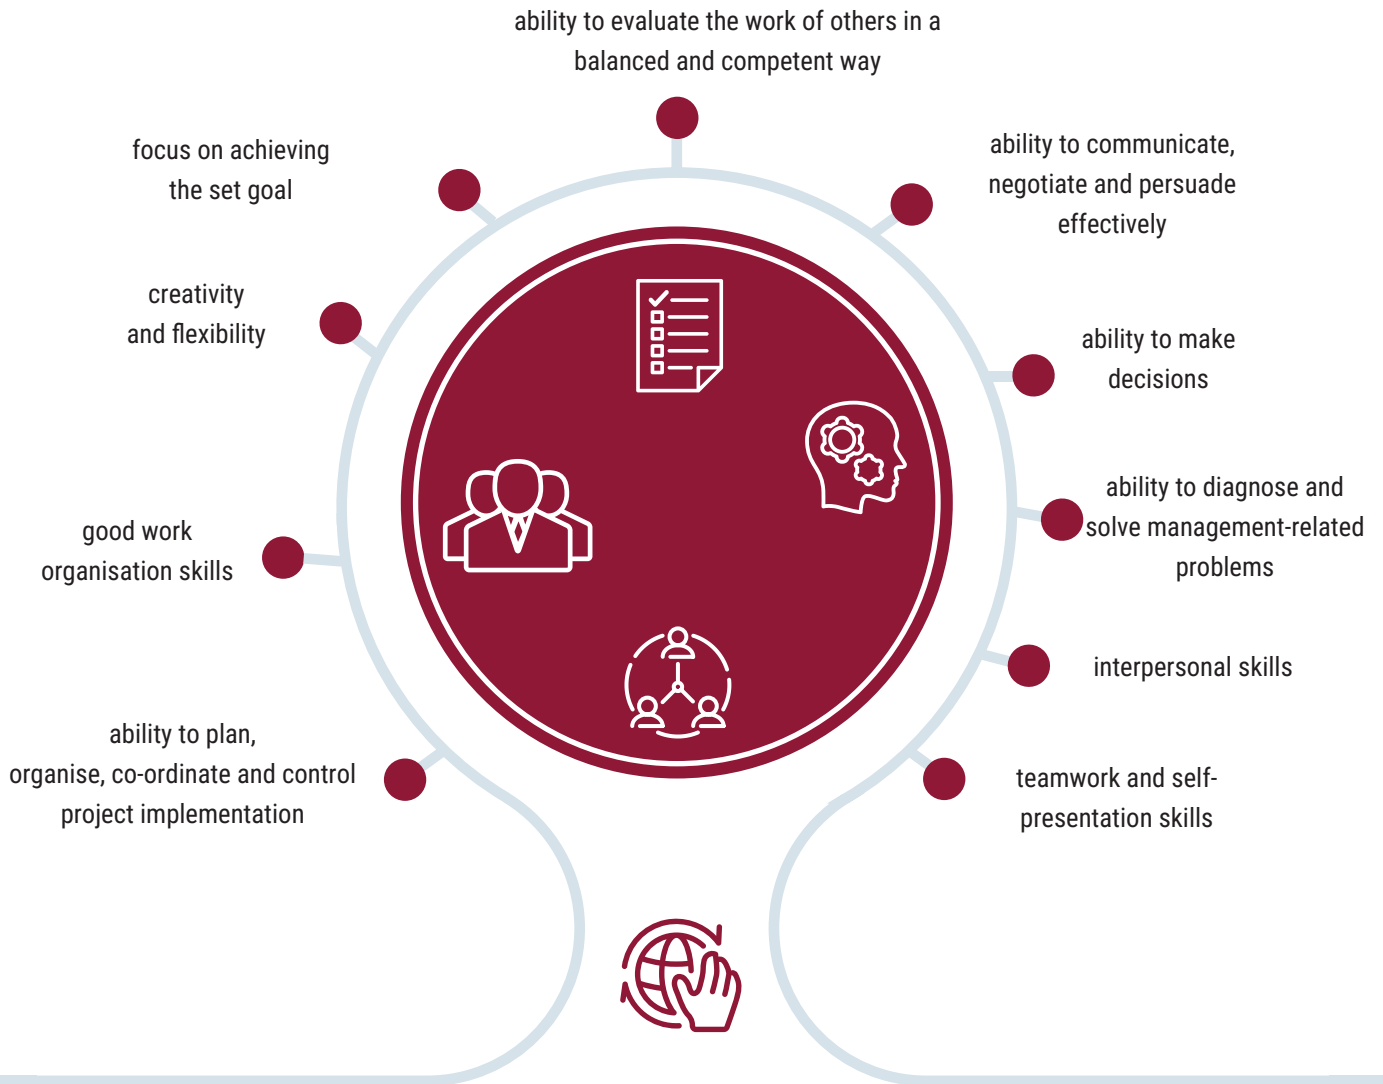 ability to evaluate the work of others in a
balanced and competent way
focus on achieving
the set goal
ability to communicate,
negotiate and persuade
effectively
creativity
and flexibility
ability to make
decisions
ability to diagnose and
solve management-related
problems
good work
organisation skills
interpersonal skills
ability to plan,
organise, co-ordinate and control
project implementation
teamwork and self-
presentation skills